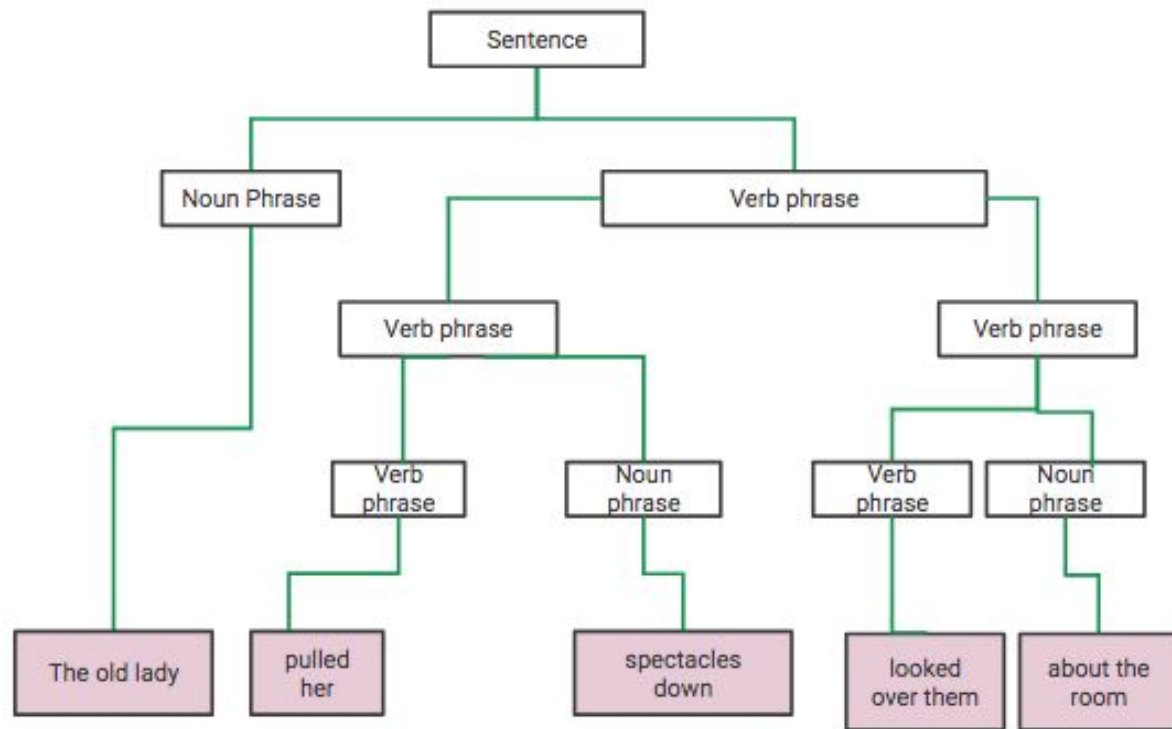 Sentence
Noun Phrase
Verb phrase
Verb phrase
Verb phrase
Verb
phrase
Noun
phrase
Verb
phrase
Noun
phrase
The old lady
pulled
her
spectacles
down
looked
over them
about the
room